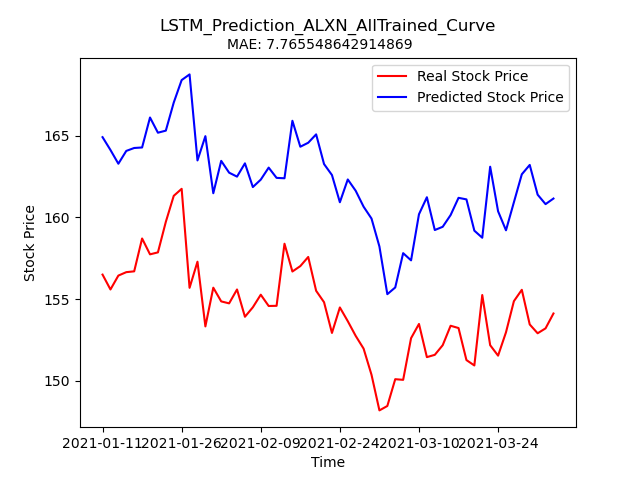 LSTM_Prediction_ALXN_AllTrained_Curve
MAE: 7.765548642914869
Real Stock Price
Predicted Stock Price
Stock Price
165
160
155
150
2021-01-11 2021-01-26 2021-02-09 2021-02-24 2021-03-10 2021-03-24
Time